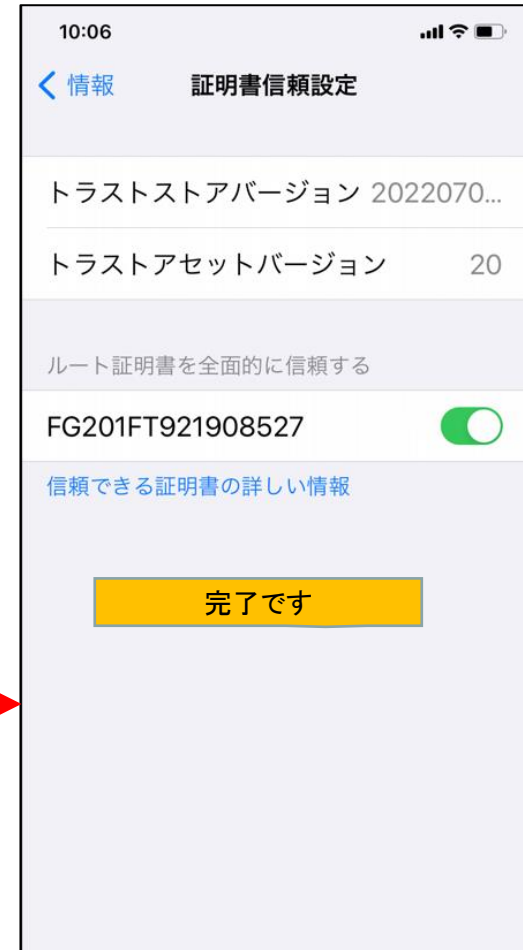 10:06
情報 証明書信頼設定
トラストストアバージョン 2022070...
トラストアセットバージョン 20
ルート証明書を全面的に信頼する
FG201FT921908527
信頼できる証明書の詳しい情報
完了です